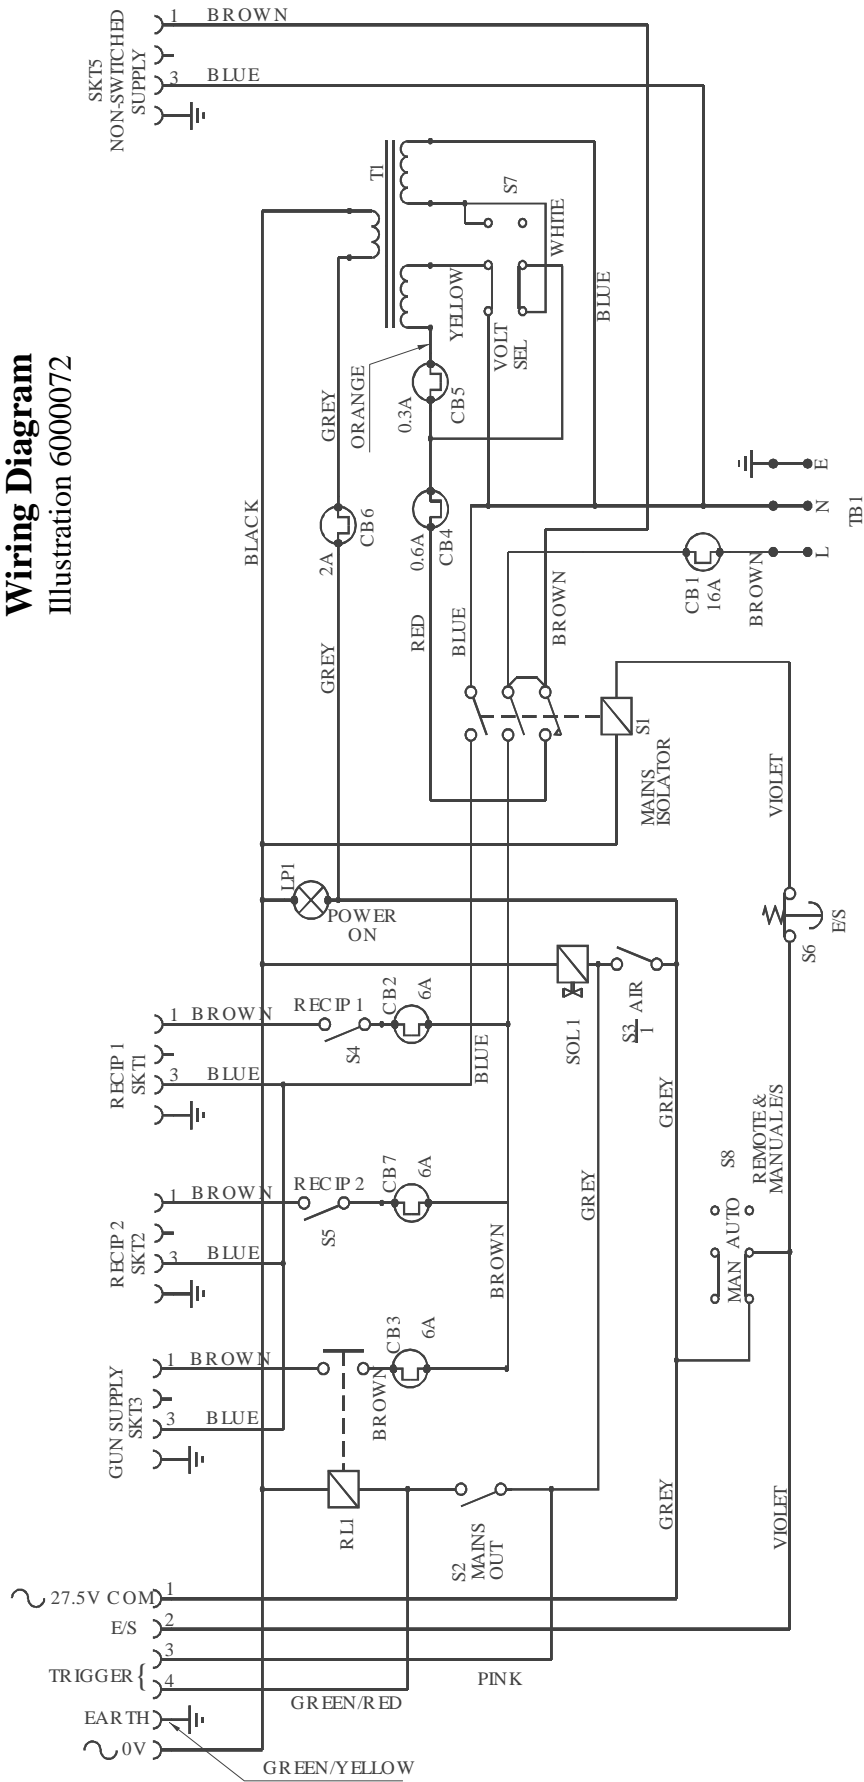 Wiring Diagram
Illustration 6000072
SKT5
NON-SWITCHED
SUPPLY
1
BROWN
3
BLUE
T1
S7
WHITE
YELLOW
VOLT
SEL
BLUE
GREY
ORANGE
0.3A
CB5
BLACK
2A
CB6
0.6A
CB4
E
N
L
TB1
CB1
16A
BROWN
GREY
RED
BLUE
BROWN
S1
MAINS
ISOLATOR
VIOLET
LP1
POWER
ON
E/S
S6
RECIP 1
SKT1
1
BROWN
3
BLUE
RECIP 1
S4
CB2
6A
BLUE
SOL 1
S3
1
AIR
GREY
RECIP 2
SKT2
1
BROWN
3
BLUE
RECIP 2
S5
CB7
6A
BROWN
GREY
S8
REMOTE &
MANUAL E/S
MAN
AUTO
GUN SUPPLY
SKT3
1
BROWN
3
BLUE
BROWN
CB3
6A
RL1
S2
MAINS
OUT
GREY
VIOLET
27.5V COM
1
E/S
2
TRIGGER {
3
4
PINK
GREEN/RED
EARTH
0V
GREEN/YELLOW